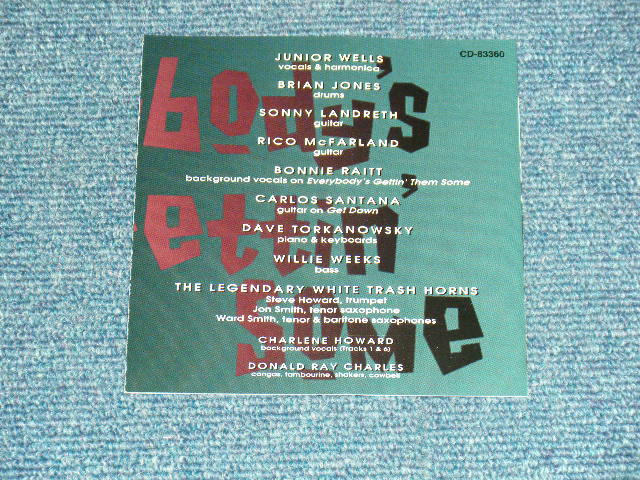 CD-83360
body's
ettin'
Some
JUNIOR WELLS
vocals & harmonica
BRIAN JONES
drums
SONNY LANDRETH
guitar
RICO McFARLAND
guitar
BONNIE RAITT
background vocals on Everybody's Gettin' Them Some
CARLOS SANTANA
guitar on Get Down
DAVE TORKANOWSKY
piano & keyboards
WILLIE WEEKS
bass
THE LEGENDARY WHITE TRASH HORNS
Steve Howard, trumpet
Jon Smith, tenor saxophone
Ward Smith, tenor & baritone saxophones
CHARLENE HOWARD
background vocals (Tracks 1 & 6)
DONALD RAY CHARLES
congas, tambourine, shakers, cowbell